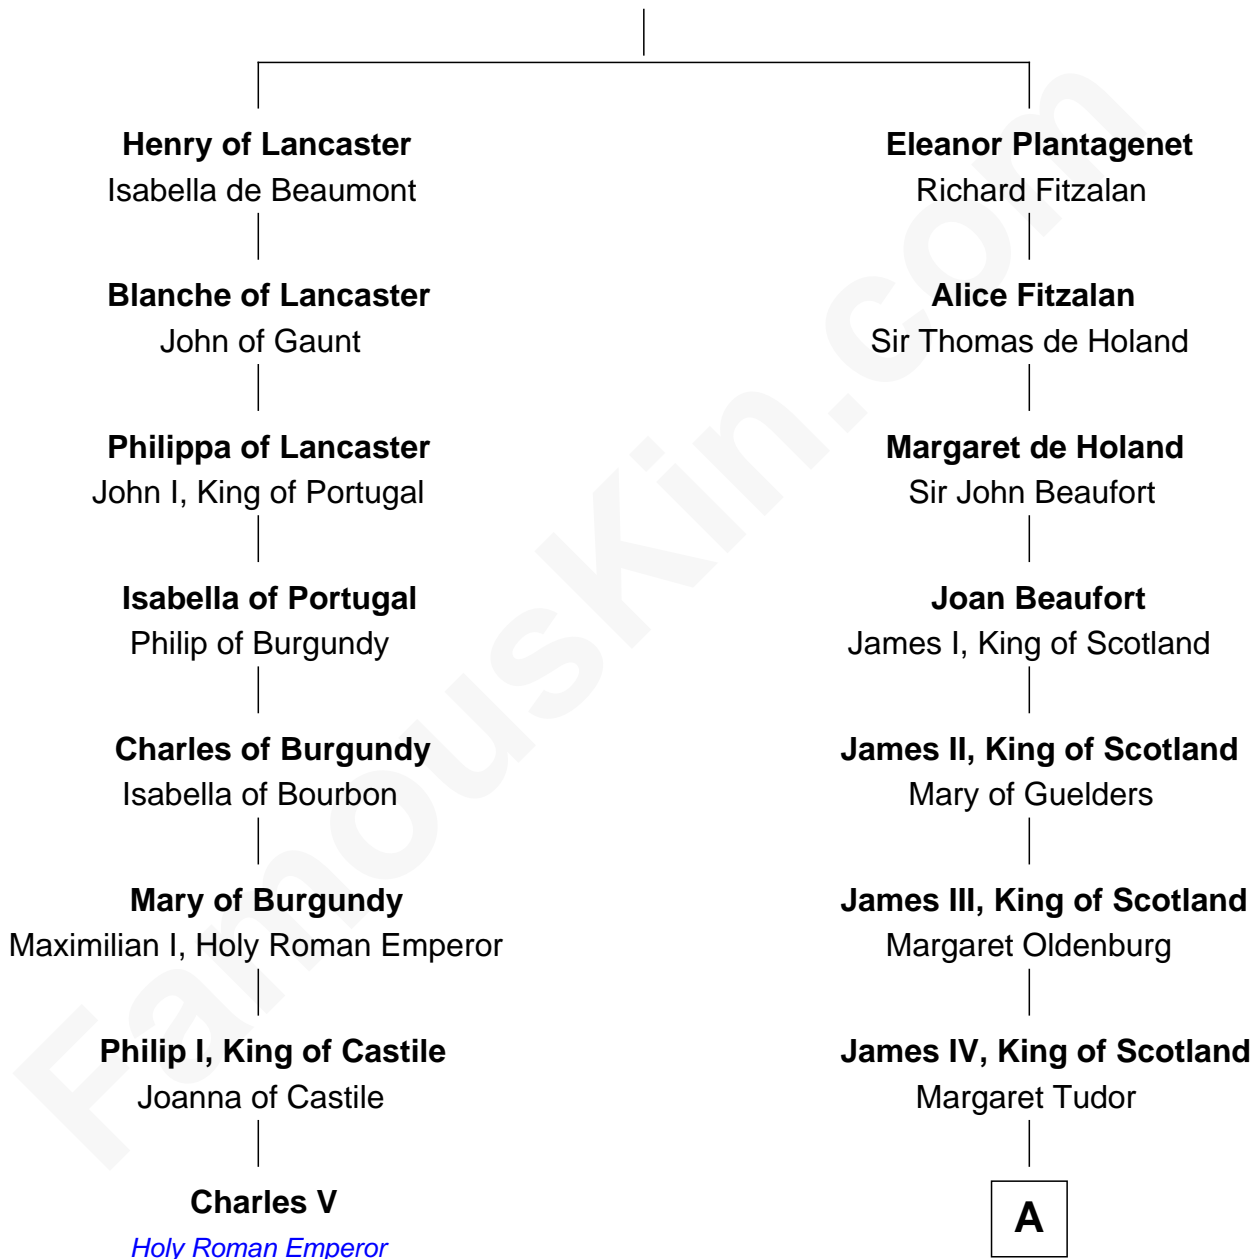 Henry of Lancaster
Isabella de Beaumont
Blanche of Lancaster
John of Gaunt
Philippa of Lancaster
John I, King of Portugal
Isabella of Portugal
Philip of Burgundy
Charles of Burgundy
Isabella of Bourbon
Mary of Burgundy
Maximilian I, Holy Roman Emperor
Philip I, King of Castile
Joanna of Castile
Charles V
Holy Roman Emperor
Eleanor Plantagenet
Richard Fitzalan
Alice Fitzalan
Sir Thomas de Holand
Margaret de Holand
Sir John Beaufort
Joan Beaufort
James I, King of Scotland
James II, King of Scotland
Mary of Guelders
James III, King of Scotland
Margaret Oldenburg
James IV, King of Scotland
Margaret Tudor
A
FamousKin.com